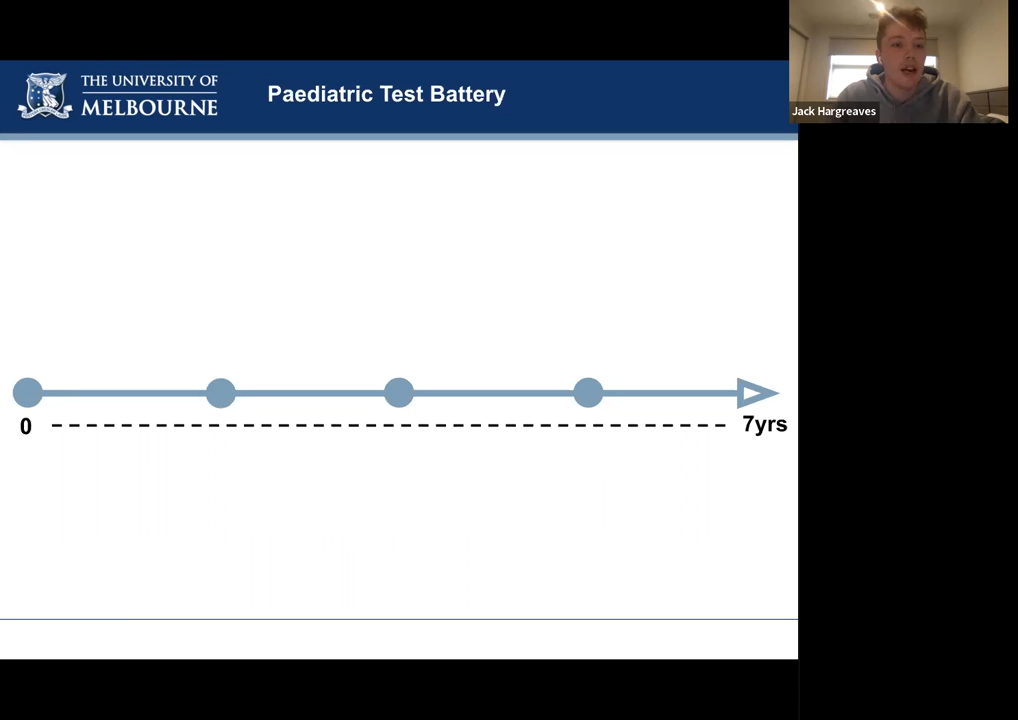 THE UNIVERSITY OF
MELBOURNE
Paediatric Test Battery
Jack Hargreaves
0
7yrs